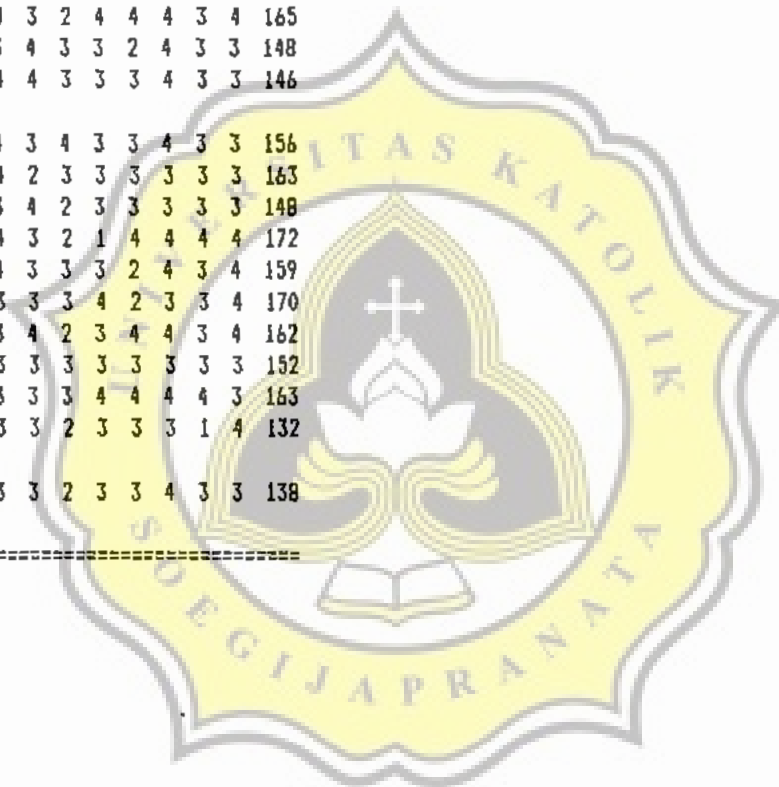 3 2 4 4 4 3 4 165
4 3 3 2 4 3 3 148
4 3 3 3 4 3 3 146
3 4 3 3 4 3 3 156
2 3 3 3 3 3 3 163
4 2 3 3 3 3 3 148
3 2 1 4 4 4 4 172
3 3 3 2 4 3 4 159
3 3 4 2 3 3 4 170
4 2 3 4 4 3 4 162
3 3 3 3 3 3 3 152
3 3 4 4 4 4 3 163
3 2 3 3 3 1 4 132
3 2 3 3 4 3 3 138
UNIVERSITAS KATOLIK
SOEGIJAPRANATA